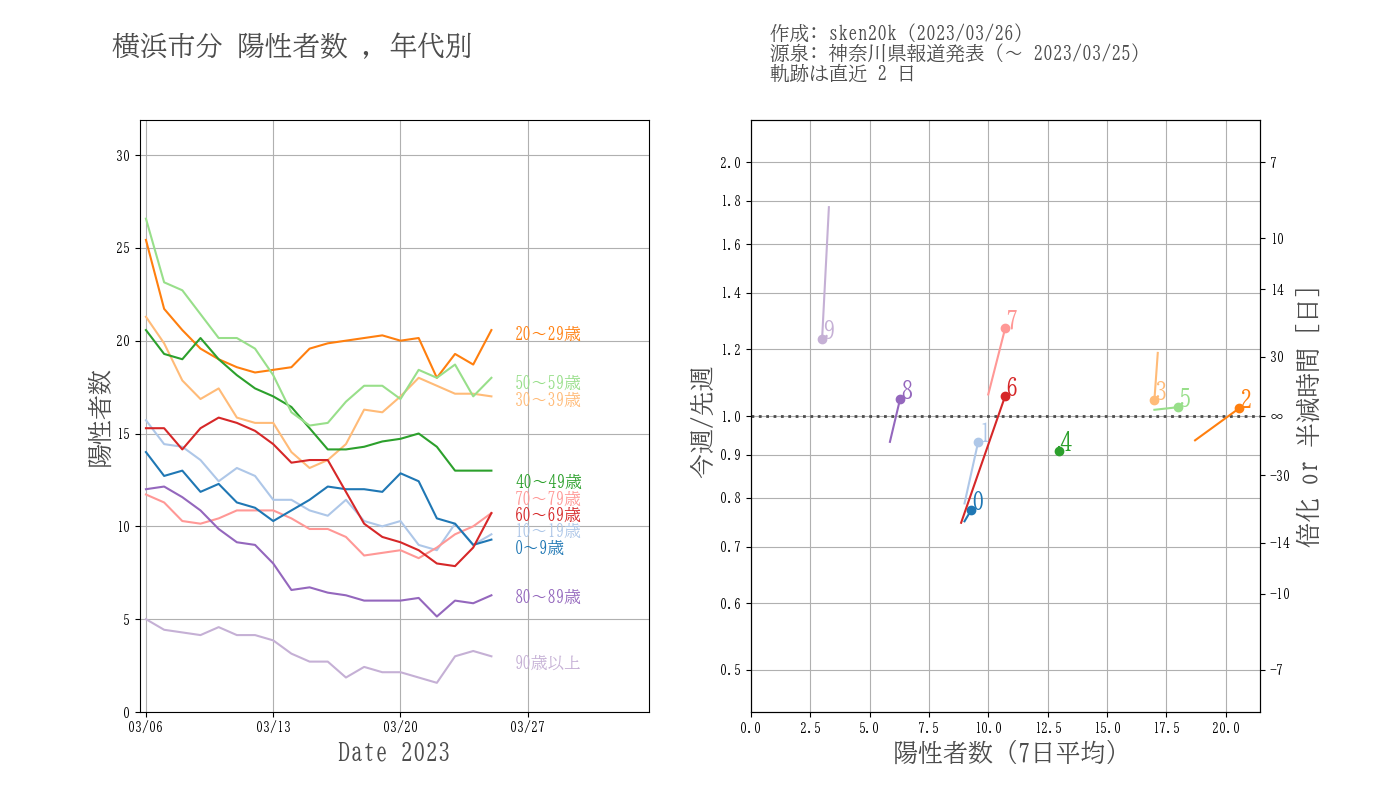 横浜市分 陽性者数 , 年代別
作成: sken20k (2023/03/26)
源泉: 神奈川県報道発表 (～ 2023/03/25)
軌跡は直近 2 日
陽性者数
30
25
20
15
10
5
0
03/06
03/13
03/20
03/27
Date 2023
20～29歳
50～59歳
30～39歳
40～49歳
70～79歳
60～69歳
10～19歳
0～9歳
80～89歳
90歳以上
今週/先週
2.0
1.8
1.6
1.4
1.2
1.0
0.9
0.8
0.7
0.6
0.5
9
8
7
6
1
0
4
3
5
2
0.0
2.5
5.0
7.5
10.0
12.5
15.0
17.5
20.0
陽性者数 (7日平均)
7
10
14
30
∞
-30
-14
-10
-7
倍化 or 半減時間 [日]